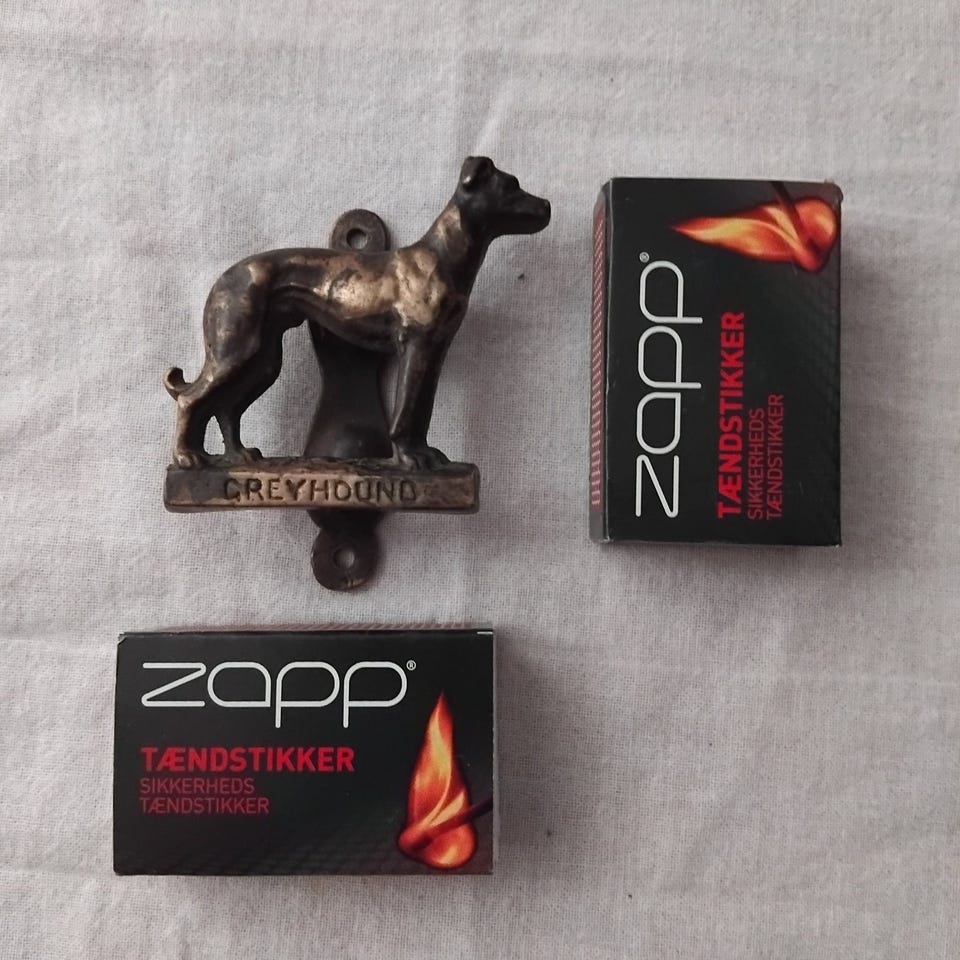 GREYHOUND
zapp®
TÆNDSTIKKER
SIKKERHEDS
TÆNDSTIKKER
zapp®
TÆNDSTIKKER
SIKKERHEDS
TÆNDSTIKKER